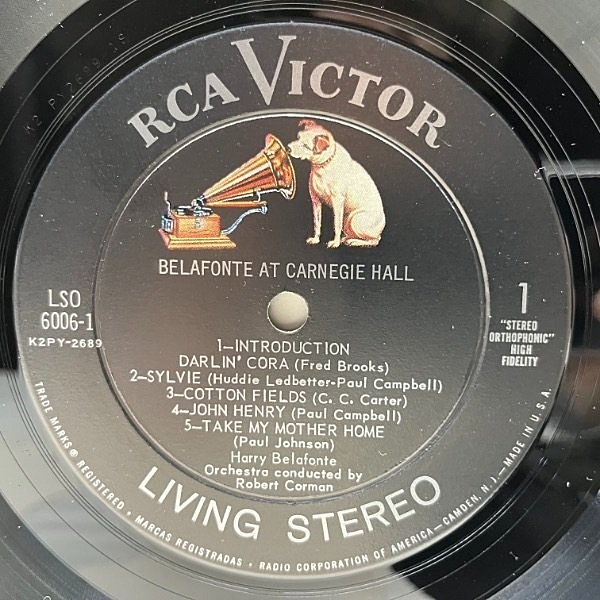 RCA VICTOR
BELAFONTE AT CARNEGIE HALL
LSO
6006-1
K2PY-2689
1
"STEREO
ORTHOPHONIC"
HIGH
FIDELITY
1—INTRODUCTION
DARLIN' CORA (Fred Brooks)
2—SYLVIE (Huddie Ledbetter-Paul Campbell)
3—COTTON FIELDS (C. C. Carter)
4—JOHN HENRY (Paul Campbell)
5—TAKE MY MOTHER HOME
(Paul Johnson)
Harry Belafonte
Orchestra conducted by
Robert Corman
LIVING STEREO
TRADE MARKS ® REGISTERED • MARCAS REGISTRADAS • RADIO CORPORATION OF AMERICA—CAMDEN, N.J.—MADE IN U.S.A.